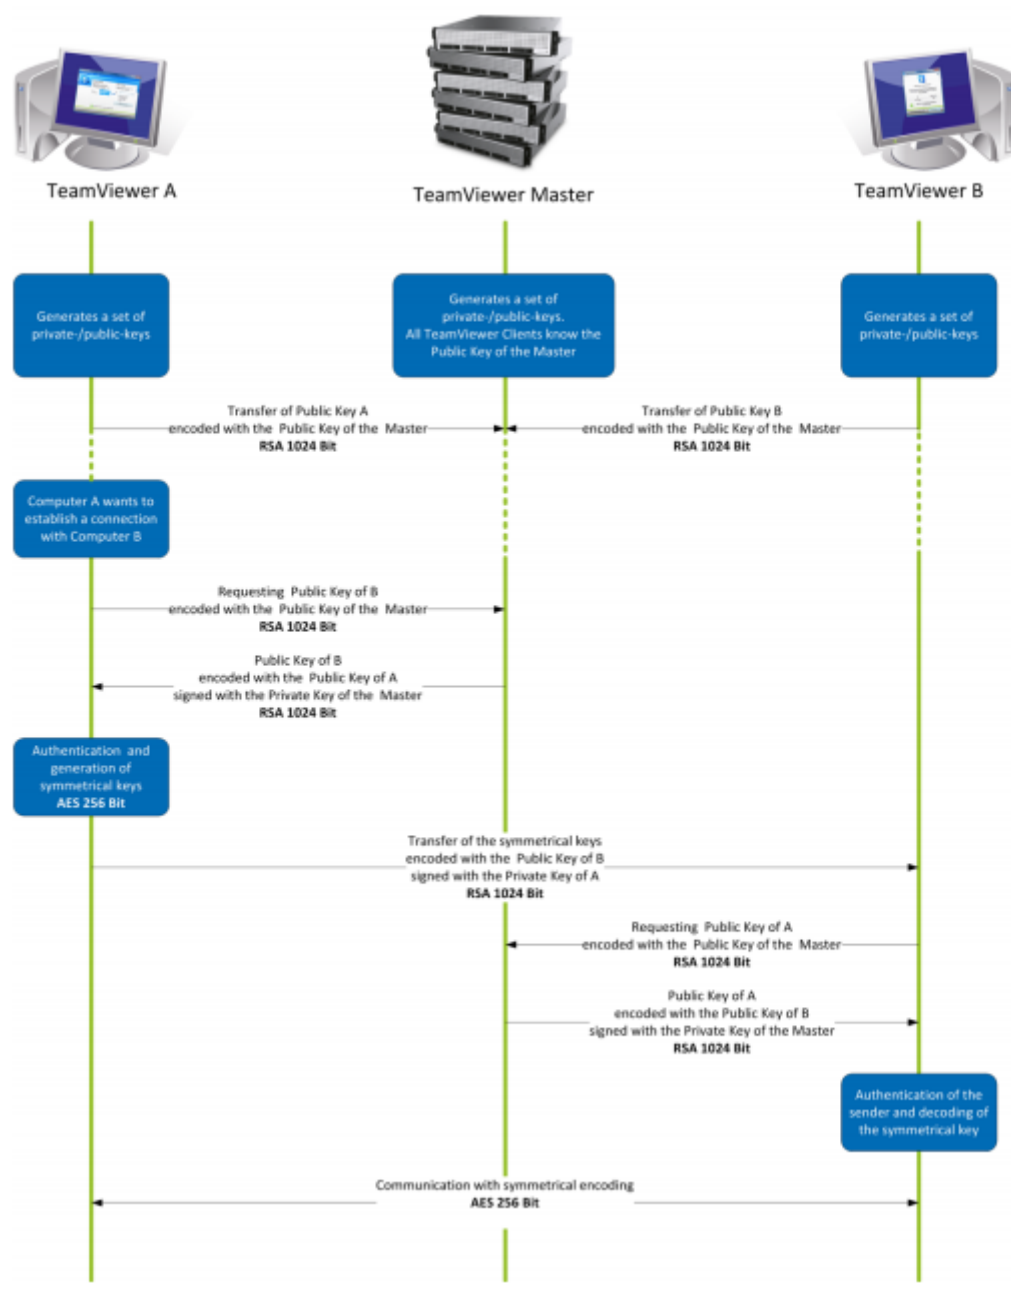 TeamViewer A
TeamViewer Master
TeamViewer B
Generates a set of
private-/public-keys
Generates a set of
private-/public-keys.
All TeamViewer Clients know the
Public Key of the Master
Generates a set of
private-/public-keys
Transfer of Public Key A
encoded with the Public Key of the Master
RSA 1024 Bit
Transfer of Public Key B
encoded with the Public Key of the Master
RSA 1024 Bit
Computer A wants to
establish a connection
with Computer B
Requesting Public Key of B
encoded with the Public Key of the Master
RSA 1024 Bit
Public Key of B
encoded with the Public Key of A
signed with the Private Key of the Master
RSA 1024 Bit
Authentication and
generation of
symmetrical keys
AES 256 Bit
Transfer of the symmetrical keys
encoded with the Public Key of B
signed with the Private Key of A
RSA 1024 Bit
Requesting Public Key of A
encoded with the Public Key of the Master
RSA 1024 Bit
Public Key of A
encoded with the Public Key of B
signed with the Private Key of the Master
RSA 1024 Bit
Authentication of the
sender and decoding of
the symmetrical key
Communication with symmetrical encoding
AES 256 Bit